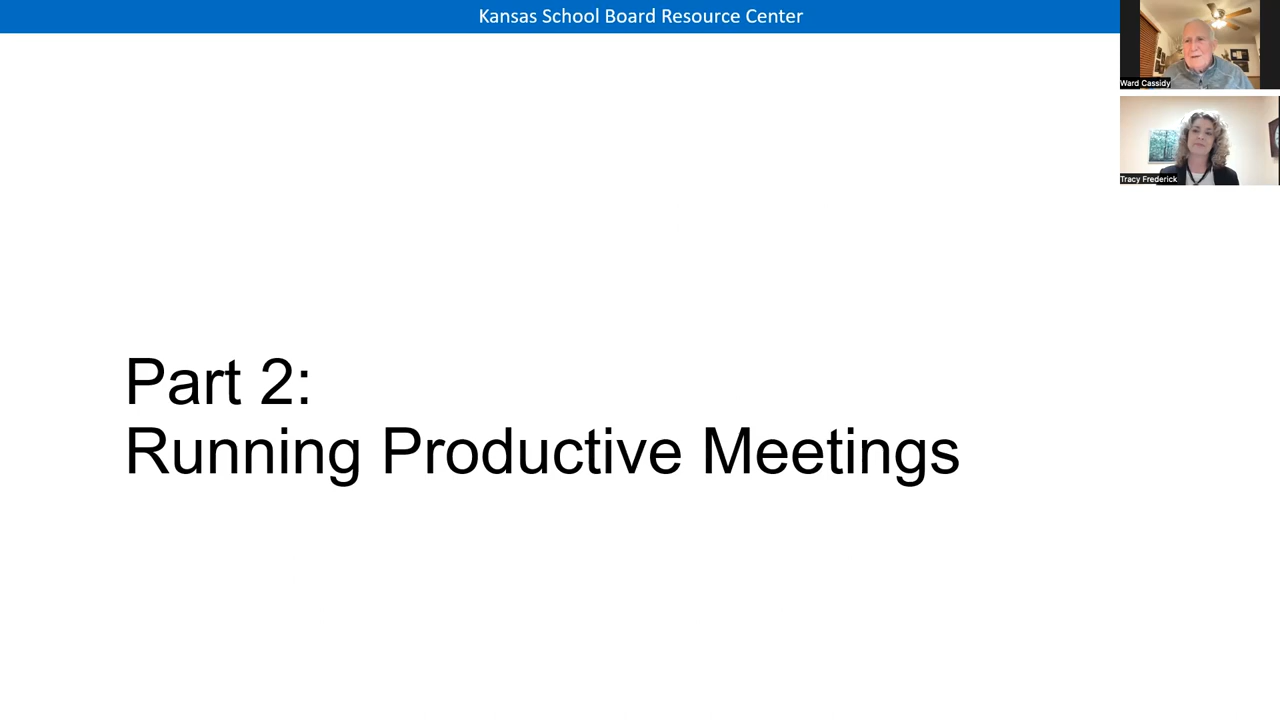 Kansas School Board Resource Center
Ward Cassidy
Tracy Frederick
Part 2:
Running Productive Meetings